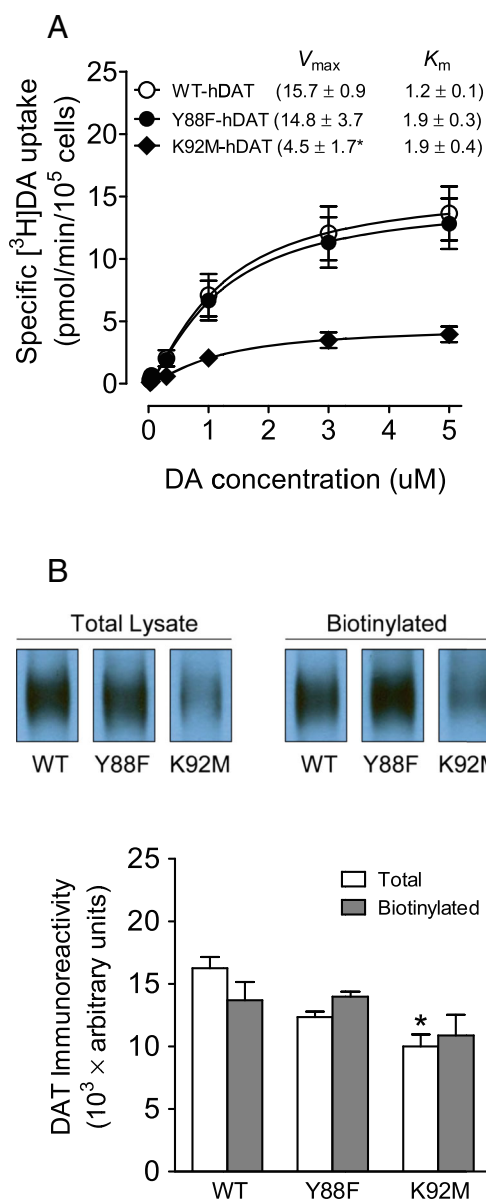 A
V max K m
WT-hDAT (15.7 ± 0.9 1.2 ± 0.1)
Y88F-hDAT (14.8 ± 3.7 1.9 ± 0.3)
K92M-hDAT (4.5 ± 1.7* 1.9 ± 0.4)
Specific [³H]DA uptake
(pmol/min/10⁵ cells)
25
20
15
10
5
0
0 1 2 3 4 5
DA concentration (uM)
B
Total Lysate Biotinylated
WT Y88F K92M WT Y88F K92M
DAT Immunoreactivity
(10³ × arbitrary units)
25
20
15
10
5
0
Total
Biotinylated
*
WT Y88F K92M